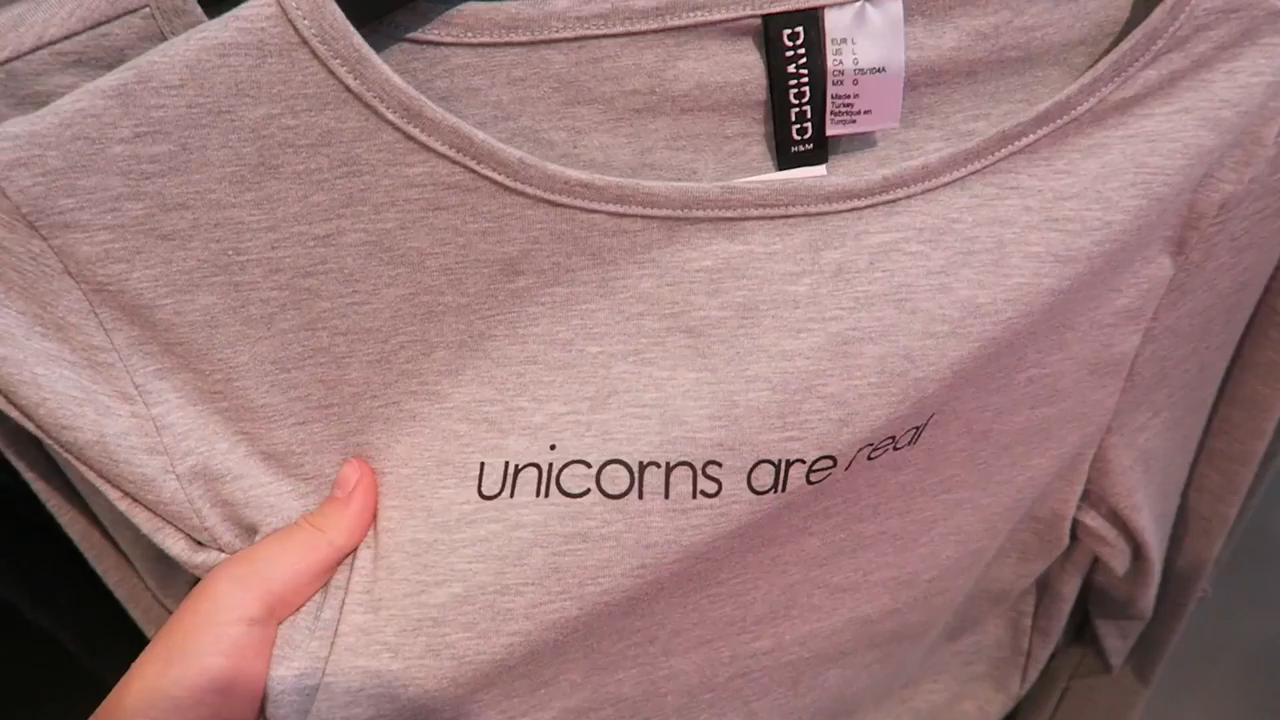 DIVIDED
H&M
EUR L
US L
CA G
CN 175/104A
MX G
Made in
Turkey
Fabriqué en
Turquie
unicorns are real